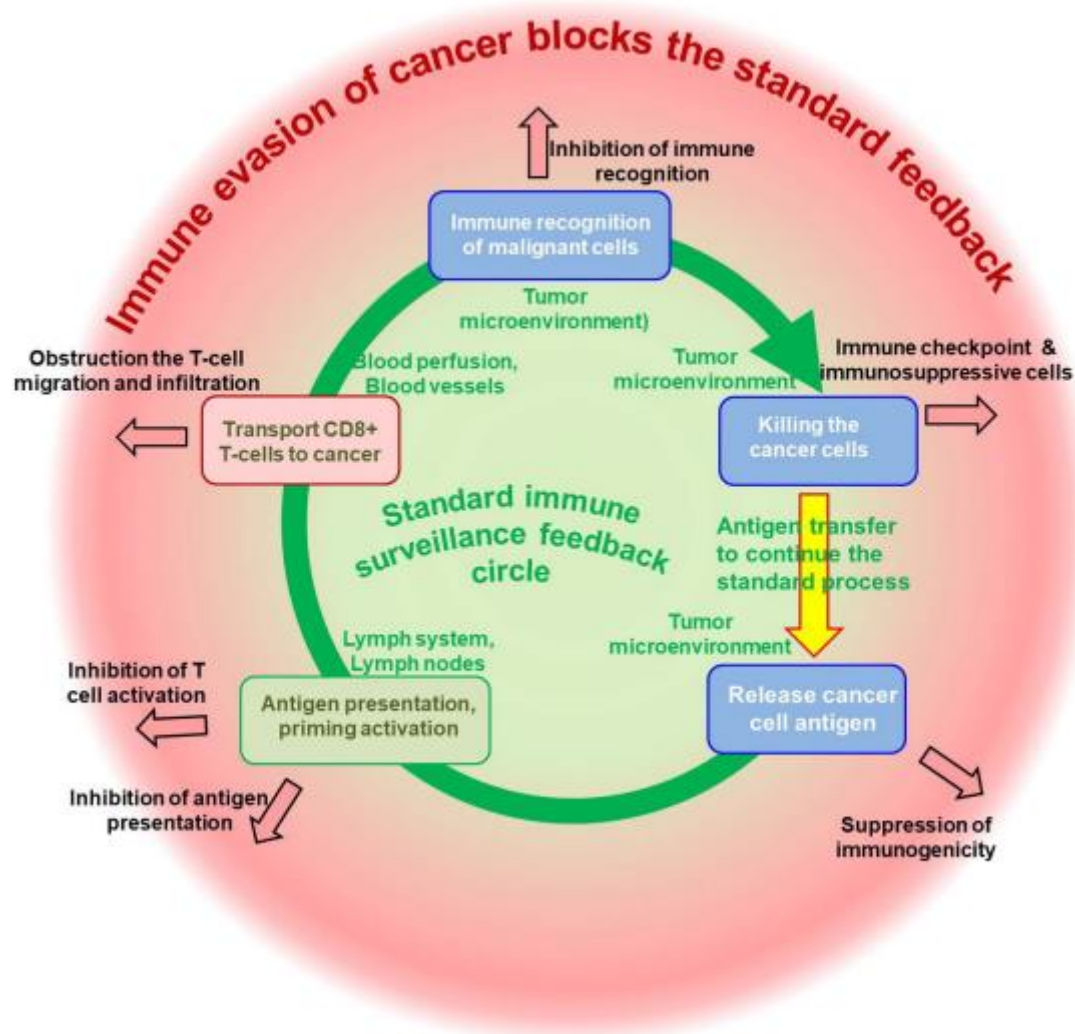 Immune evasion of cancer blocks the standard feedback
Inhibition of immune
recognition
Immune recognition
of malignant cells
Tumor
microenvironment)
Blood perfusion,
Blood vessels
Tumor
microenvironment
Obstruction the T-cell
migration and infiltration
Immune checkpoint &
immunosuppressive cells
Transport CD8+
T-cells to cancer
Killing the
cancer cells
Standard immune
surveillance feedback
circle
Antigen transfer
to continue the
standard process
Tumor
microenvironment
Lymph system,
Lymph nodes
Inhibition of T
cell activation
Antigen presentation,
priming activation
Release cancer
cell antigen
Inhibition of antigen
presentation
Suppression of
immunogenicity